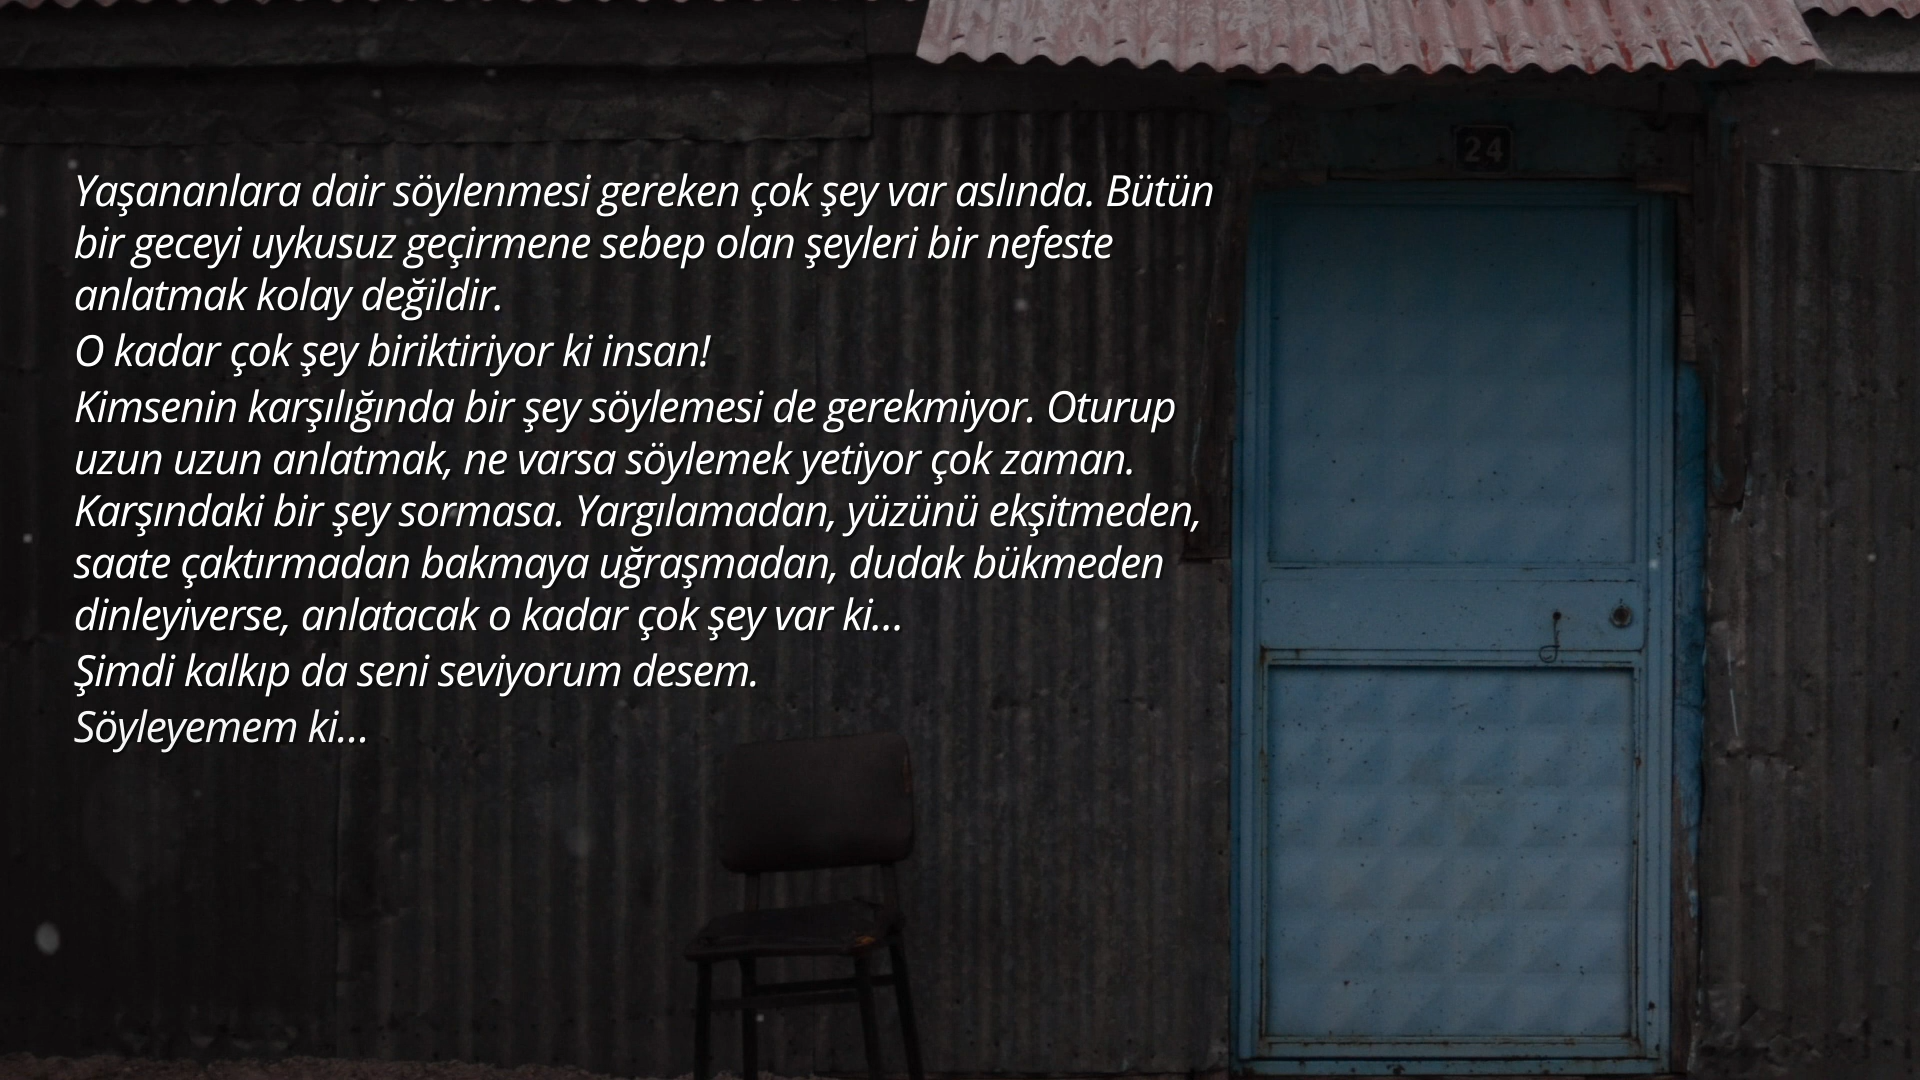 24
Yaşananlara dair söylenmesi gereken çok şey var aslında. Bütün
bir geceyi uykusuz geçirmene sebep olan şeyleri bir nefeste
anlatmak kolay değildir.
O kadar çok şey biriktiriyor ki insan!
Kimsenin karşılığında bir şey söylemesi de gerekmiyor. Oturup
uzun uzun anlatmak, ne varsa söylemek yetiyor çok zaman.
Karşındaki bir şey sormasa. Yargılamadan, yüzünü ekşitmeden,
saate çaktırmadan bakmaya uğraşmadan, dudak bükmeden
dinleyiverse, anlatacak o kadar çok şey var ki...
Şimdi kalkıp da seni seviyorum desem.
Söyleyemem ki...